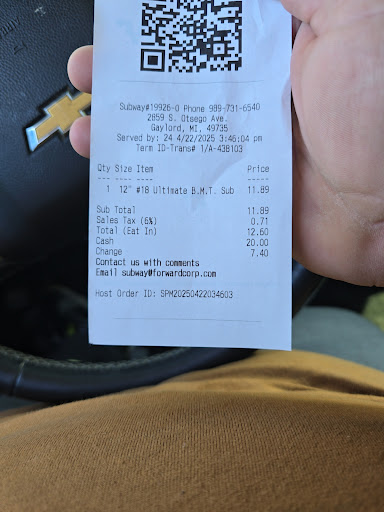 Subway#19926-0 Phone 989-731-6540
2859 S. Otsego Ave.
Gaylord, MI, 49735
Served by: 24 4/22/2025 3:46:04 pm
Term ID-Trans# 1/A-438103
Qty Size Item Price
--- ---- ---- -----
1 12" #18 Ultimate B.M.T. Sub 11.89
Sub Total 11.89
Sales Tax (6%) 0.71
Total (Eat In) 12.60
Cash 20.00
Change 7.40
Contact us with comments
Email subway@forwardcorp.com
Host Order ID: SPM20250422034603